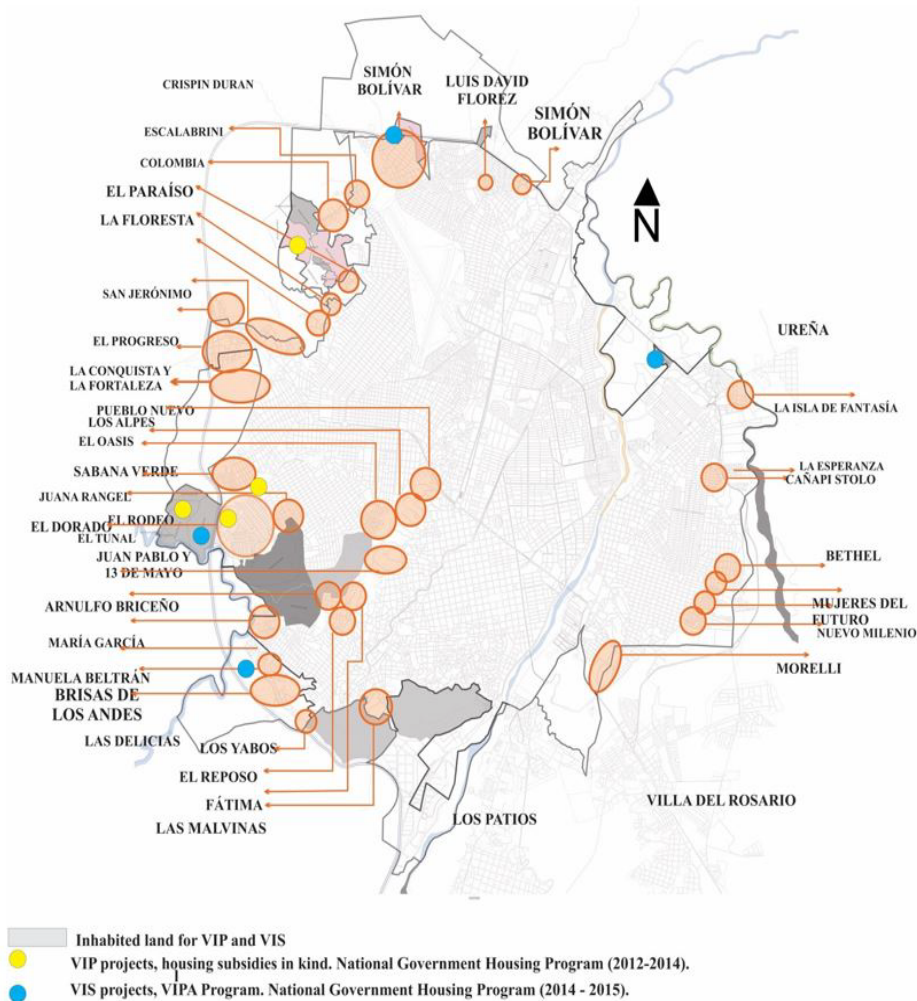 SIMÓN
BOLÍVAR
LUIS DAVID
FLOREZ
CRISPIN DURAN
SIMÓN
BOLÍVAR
ESCALABRINI
COLOMBIA
EL PARAÍSO
LA FLORESTA
N
SAN JERÓNIMO
UREÑA
EL PROGRESO
LA CONQUISTA Y
LA FORTALEZA
LA ISLA DE FANTASÍA
PUEBLO NUEVO
LOS ALPES
EL OASIS
LA ESPERANZA
CAÑAPI STOLO
SABANA VERDE
JUANA RANGEL
EL RODEO
EL DORADO
EL TUNAL
JUAN PABLO Y
13 DE MAYO
BETHEL
ARNULFO BRICEÑO
MUJERES DEL
FUTURO
NUEVO MILENIO
MARÍA GARCÍA
MORELLI
MANUELA BELTRÁN
BRISAS DE
LOS ANDES
LAS DELICIAS
LOS YABOS
EL REPOSO
FÁTIMA
VILLA DEL ROSARIO
LAS MALVINAS
LOS PATIOS
Inhabited land for VIP and VIS
VIP projects, housing subsidies in kind. National Government Housing Program (2012-2014).
VIS projects, VIPA Program. National Government Housing Program (2014 - 2015).